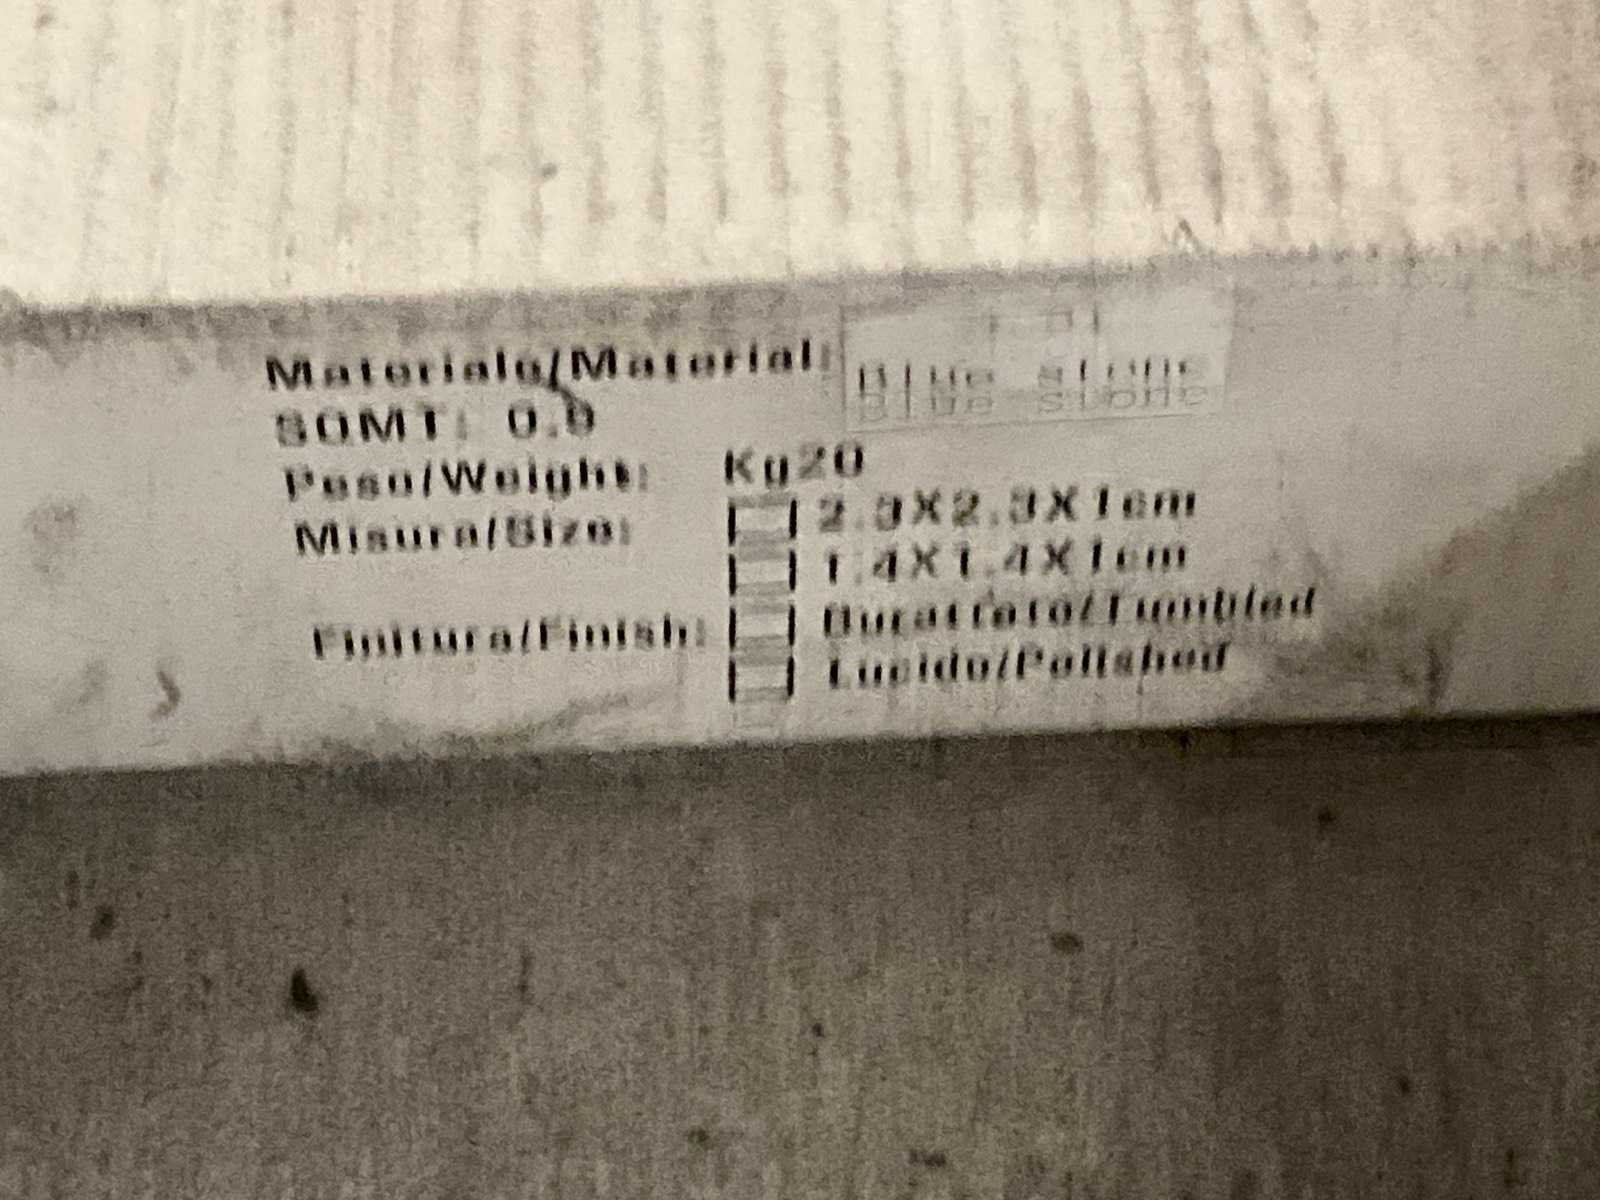 Materiale/Material: Blue stone
SQMT: 0.9
Peso/Weight: Kg20
Misura/Size: 2.3X2.3X1cm
1.4X1.4X1cm
Finitura/Finish: Burattato/Tumbled
Lucido/Polished